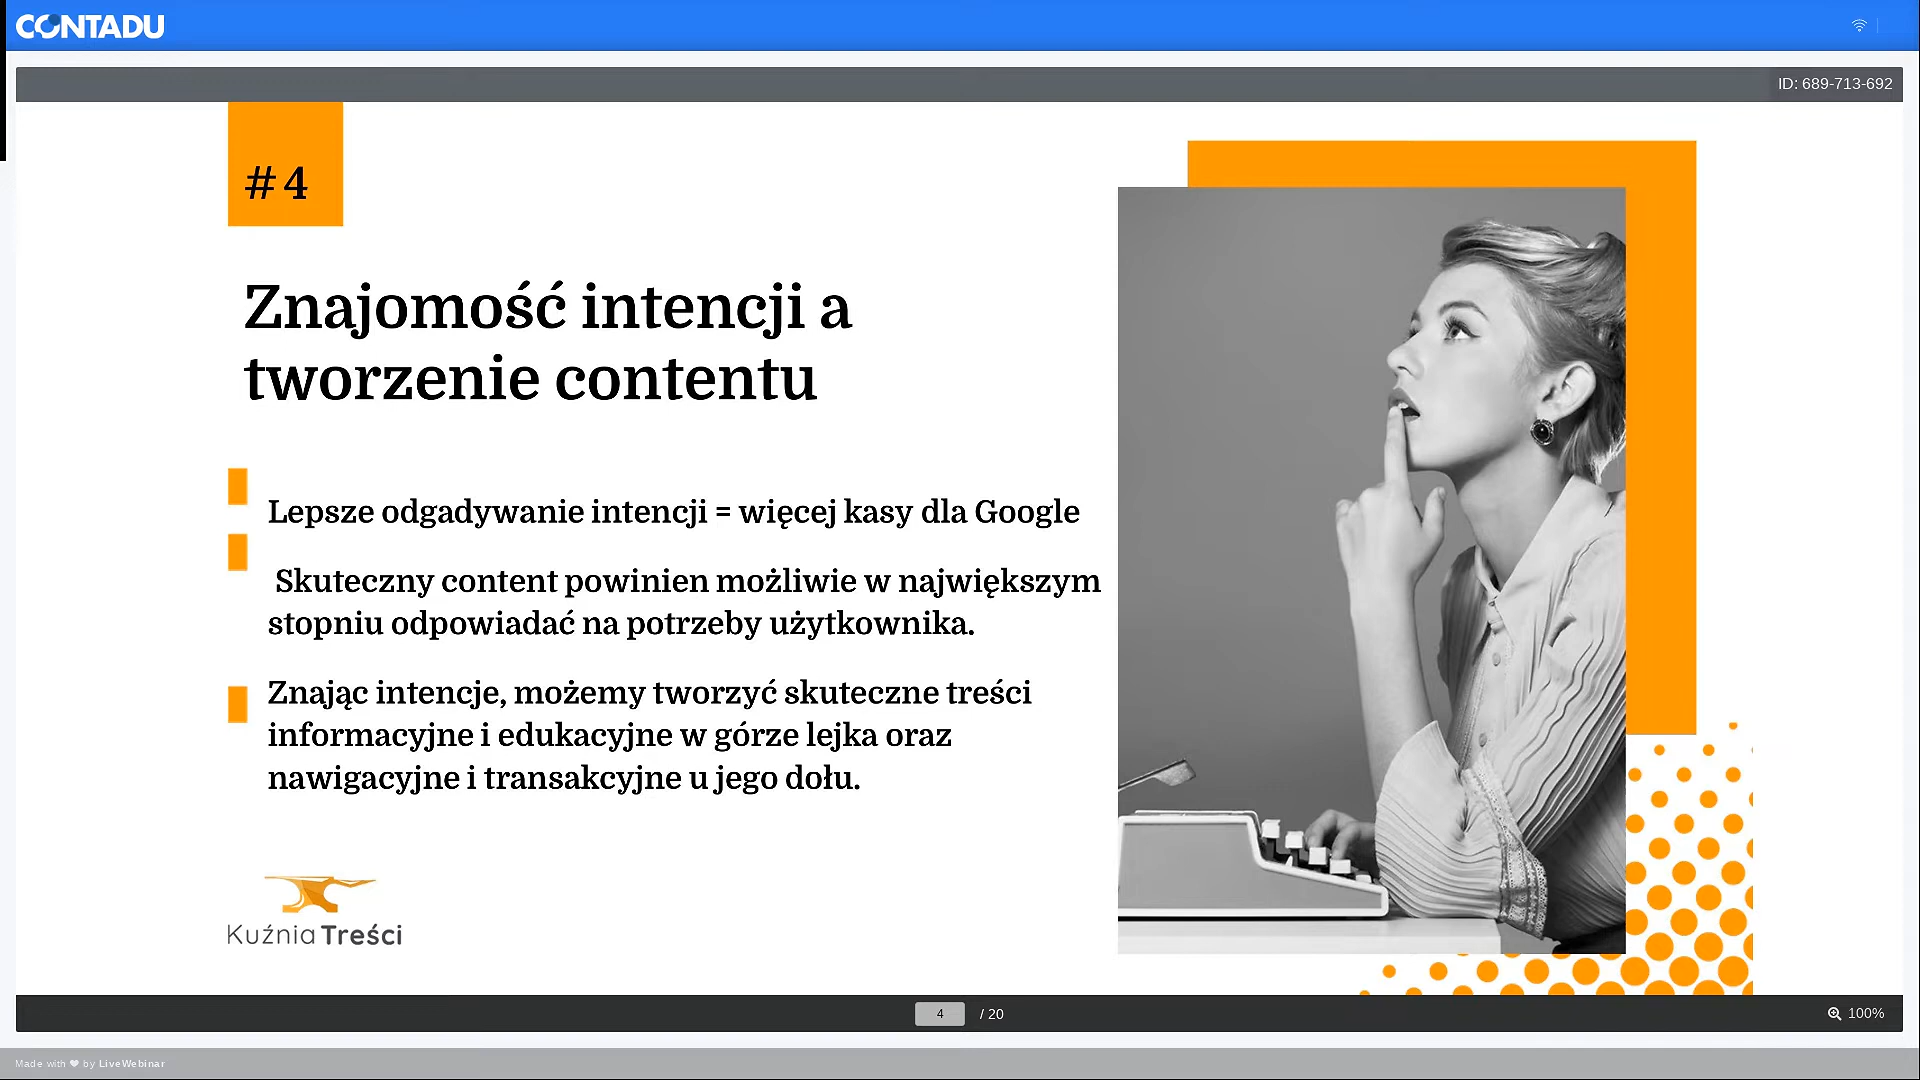 CONTADU
ID: 689-713-692
#4
Znajomość intencji a
tworzenie contentu
Lepsze odgadywanie intencji = więcej kasy dla Google
Skuteczny content powinien możliwie w największym
stopniu odpowiadać na potrzeby użytkownika.
Znając intencje, możemy tworzyć skuteczne treści
informacyjne i edukacyjne w górze lejka oraz
nawigacyjne i transakcyjne u jego dołu.
Kuźnia Treści
4 / 20
100%
Made with ♥ by LiveWebinar